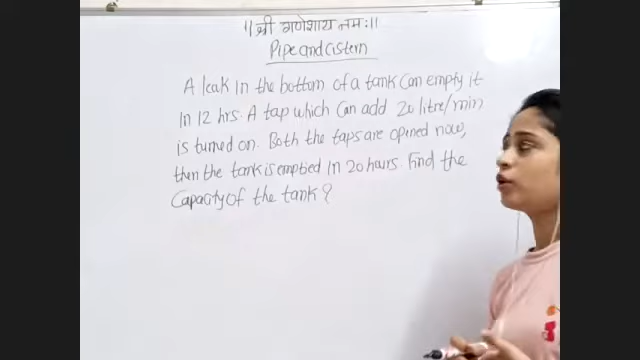 ॥ श्री गणेशाय नमः ॥
Pipe and cistern
A leak in the bottom of a tank can empty it
in 12 hrs. A tap which can add 20 litre/min
is turned on. Both the taps are opened now,
then the tank is emptied in 20 hours. Find the
Capacity of the tank?